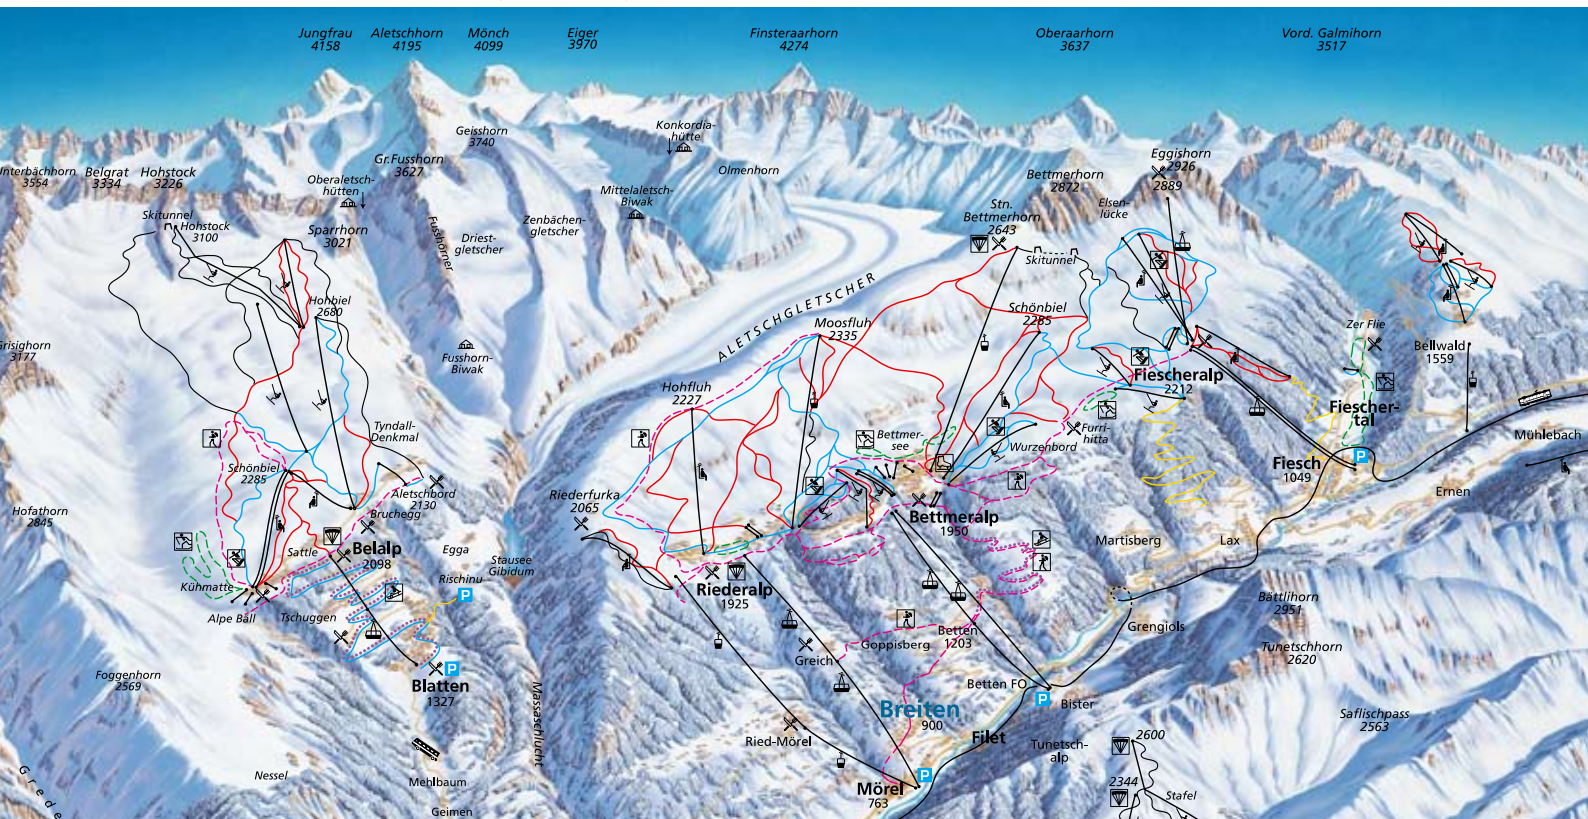 Jungfrau
4158
Aletschhorn
4195
Mönch
4099
Eiger
3970
Finsteraarhorn
4274
Oberaarhorn
3637
Vord. Galmihorn
3517
Geisshorn
3740
Konkordia-
hütte
Gr.Fusshorn
3627
Olmenhorn
Eggishorn
2926
2889
Bettmerhorn
2872
Elsen-
lücke
Unterbächhorn
3554
Belgrat
3334
Hohstock
3226
Oberaletsch-
hütten
Mittelaletsch-
Biwak
Stn.
Bettmerhorn
2643
Skitunnel
Hohstock
3100
Sparrhorn
3021
Fusshörner
Driest-
gletscher
Zenbächen-
gletscher
Skitunnel
ALETSCHGLETSCHER
Hohbiel
2680
Moosfluh
2335
Schönbiel
2285
Zer Flie
Bellwald
1559
Grisighorn
3177
Fusshorn-
Biwak
Hohfluh
2227
Fiescheralp
2212
Fiescher-
tal
Mühlebach
Tyndall-
Denkmal
Bettmer-
see
Furri-
hitta
Wurzenbord
Fiesch
1049
Schönbiel
2285
Aletschbord
2130
Ernen
Hofathorn
2845
Bruchegg
Riederfurka
2065
Bettmeralp
1950
Martisberg
Lax
Sattle
Belalp
2098
Egga
Stausee
Gibidum
Rischinu
P
Kühmatte
Riederalp
1925
Bättlihorn
2951
Alpe Bäll
Tschuggen
Grengiols
Goppisberg
Betten
1203
Tunetschhorn
2620
Greich
P
Foggenhorn
2569
Blatten
1327
Betten FO
P
Bister
Breiten
900
Saflischpass
2563
Massaschlucht
Ried-Mörel
Filet
Tunetsch-
alp
2600
Nessel
Mehlbaum
P
Mörel
763
2344
Stafel
Geimen
Grede
P